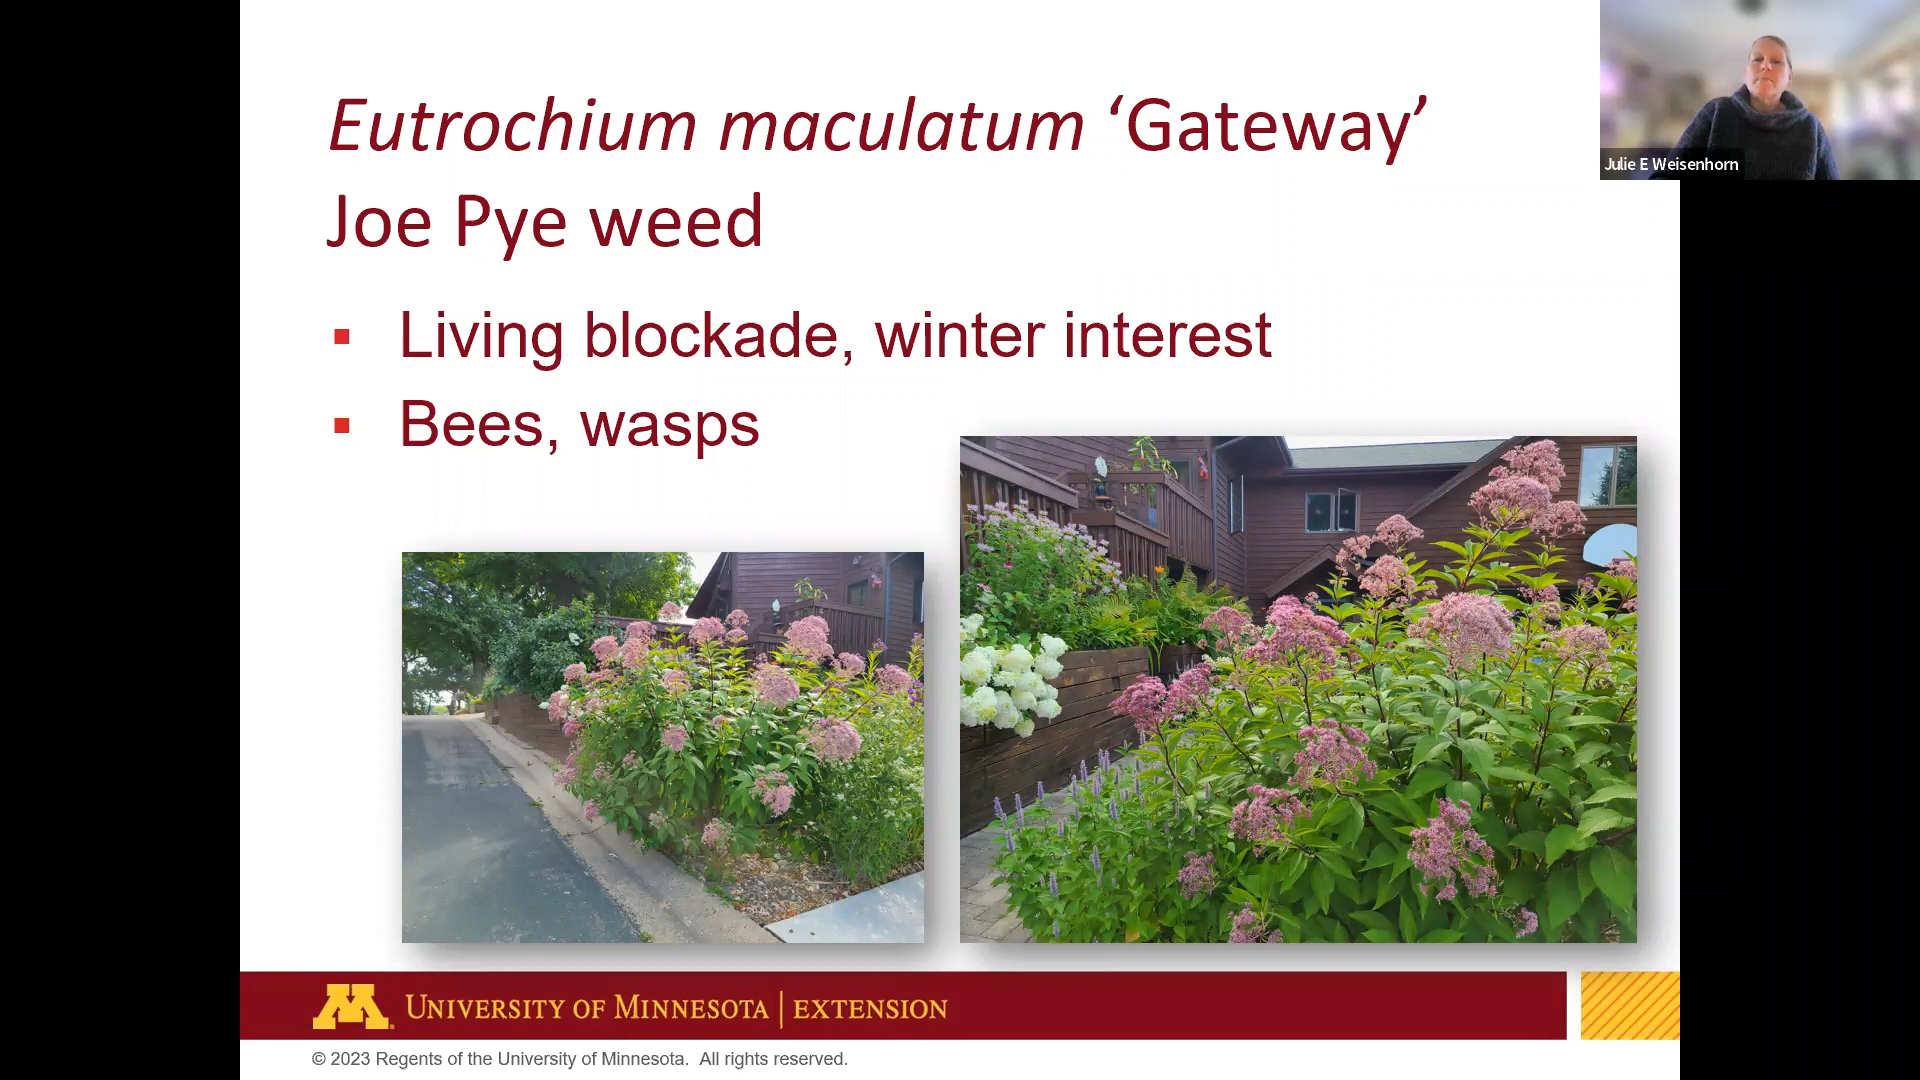 Eutrochium maculatum ‘Gateway’
Joe Pye weed
▪ Living blockade, winter interest
▪ Bees, wasps
Julie E Weisenhorn
M UNIVERSITY OF MINNESOTA | EXTENSION
© 2023 Regents of the University of Minnesota. All rights reserved.